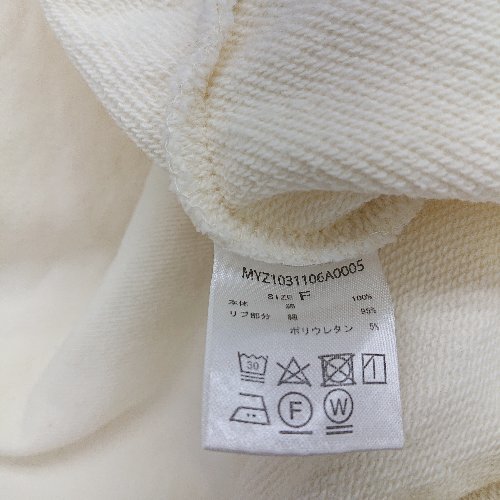 MYZ1031106A0005
SIZE F
本体 綿 100%
リブ部分 綿 95%
ポリウレタン 5%
30
F W